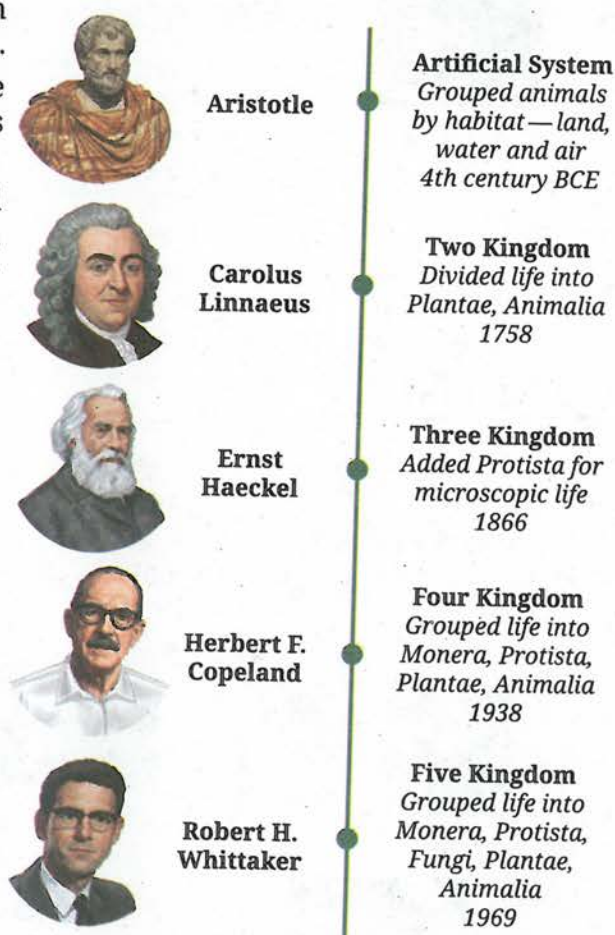 Aristotle
Artificial System
Grouped animals
by habitat — land,
water and air
4th century BCE
Carolus
Linnaeus
Two Kingdom
Divided life into
Plantae, Animalia
1758
Ernst
Haeckel
Three Kingdom
Added Protista for
microscopic life
1866
Herbert F.
Copeland
Four Kingdom
Grouped life into
Monera, Protista,
Plantae, Animalia
1938
Robert H.
Whittaker
Five Kingdom
Grouped life into
Monera, Protista,
Fungi, Plantae,
Animalia
1969